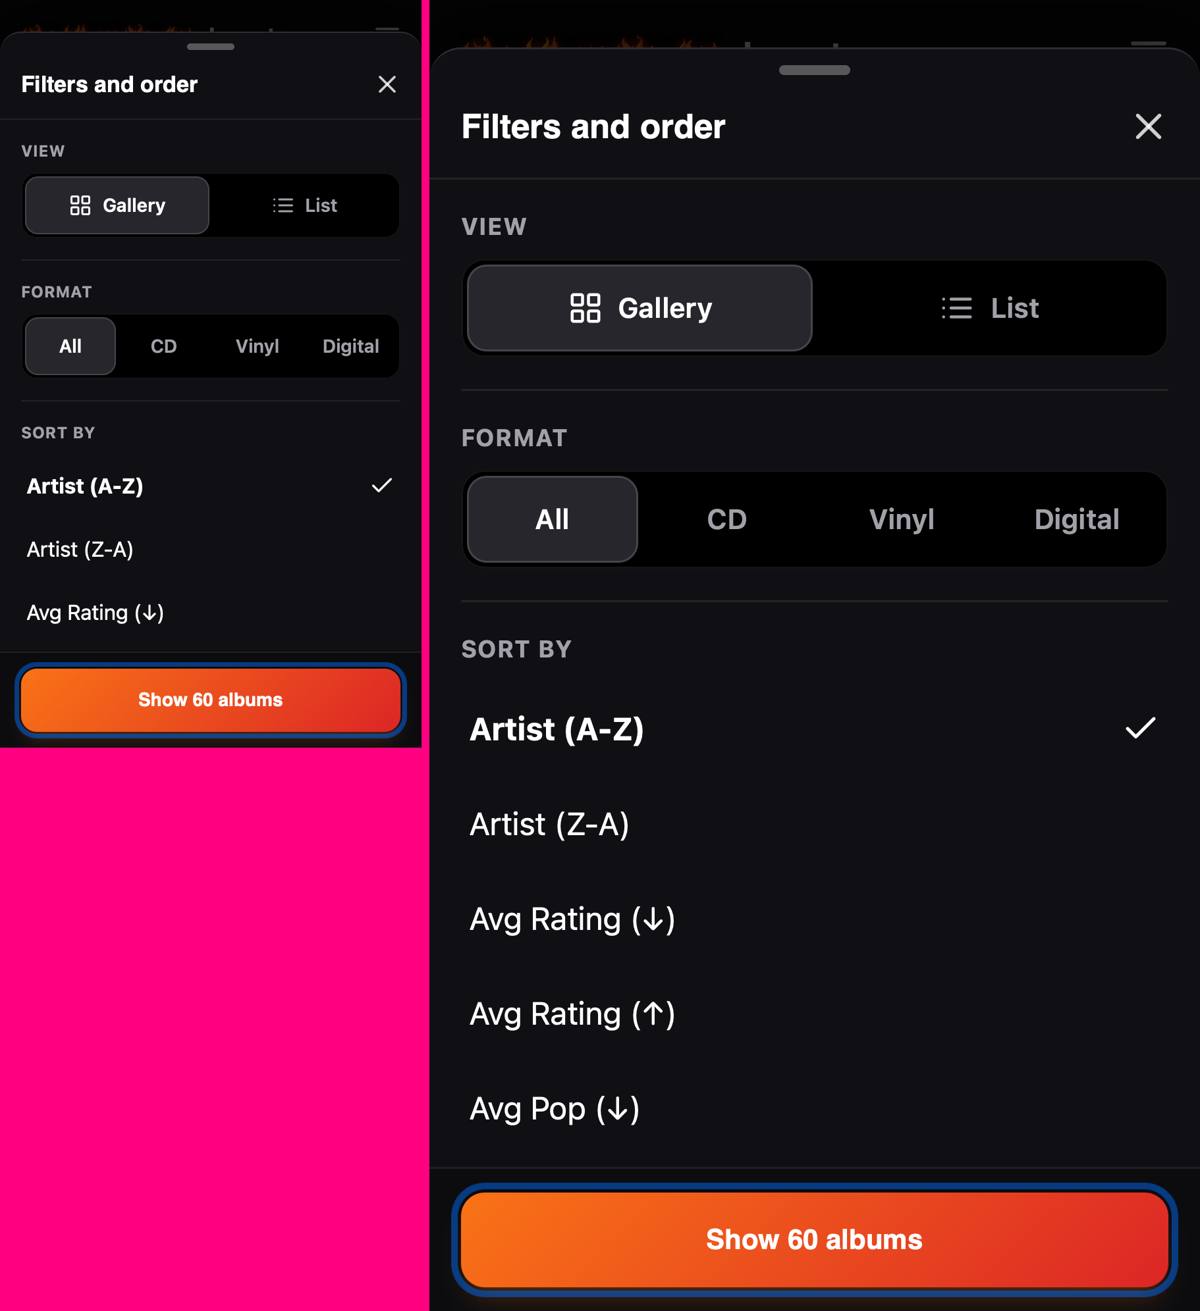 Filters and order
VIEW
Gallery
List
FORMAT
All
CD
Vinyl
Digital
SORT BY
Artist (A-Z)
Artist (Z-A)
Avg Rating (↓)
Show 60 albums
Filters and order
VIEW
Gallery
List
FORMAT
All
CD
Vinyl
Digital
SORT BY
Artist (A-Z)
Artist (Z-A)
Avg Rating (↓)
Avg Rating (↑)
Avg Pop (↓)
Show 60 albums